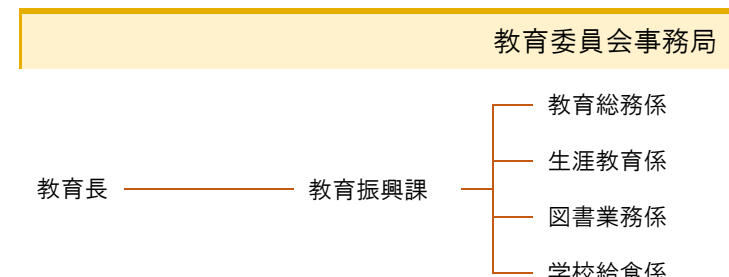 教育委員会事務局
教育総務係
生涯教育係
教育長 教育振興課
図書業務係
学校給食係